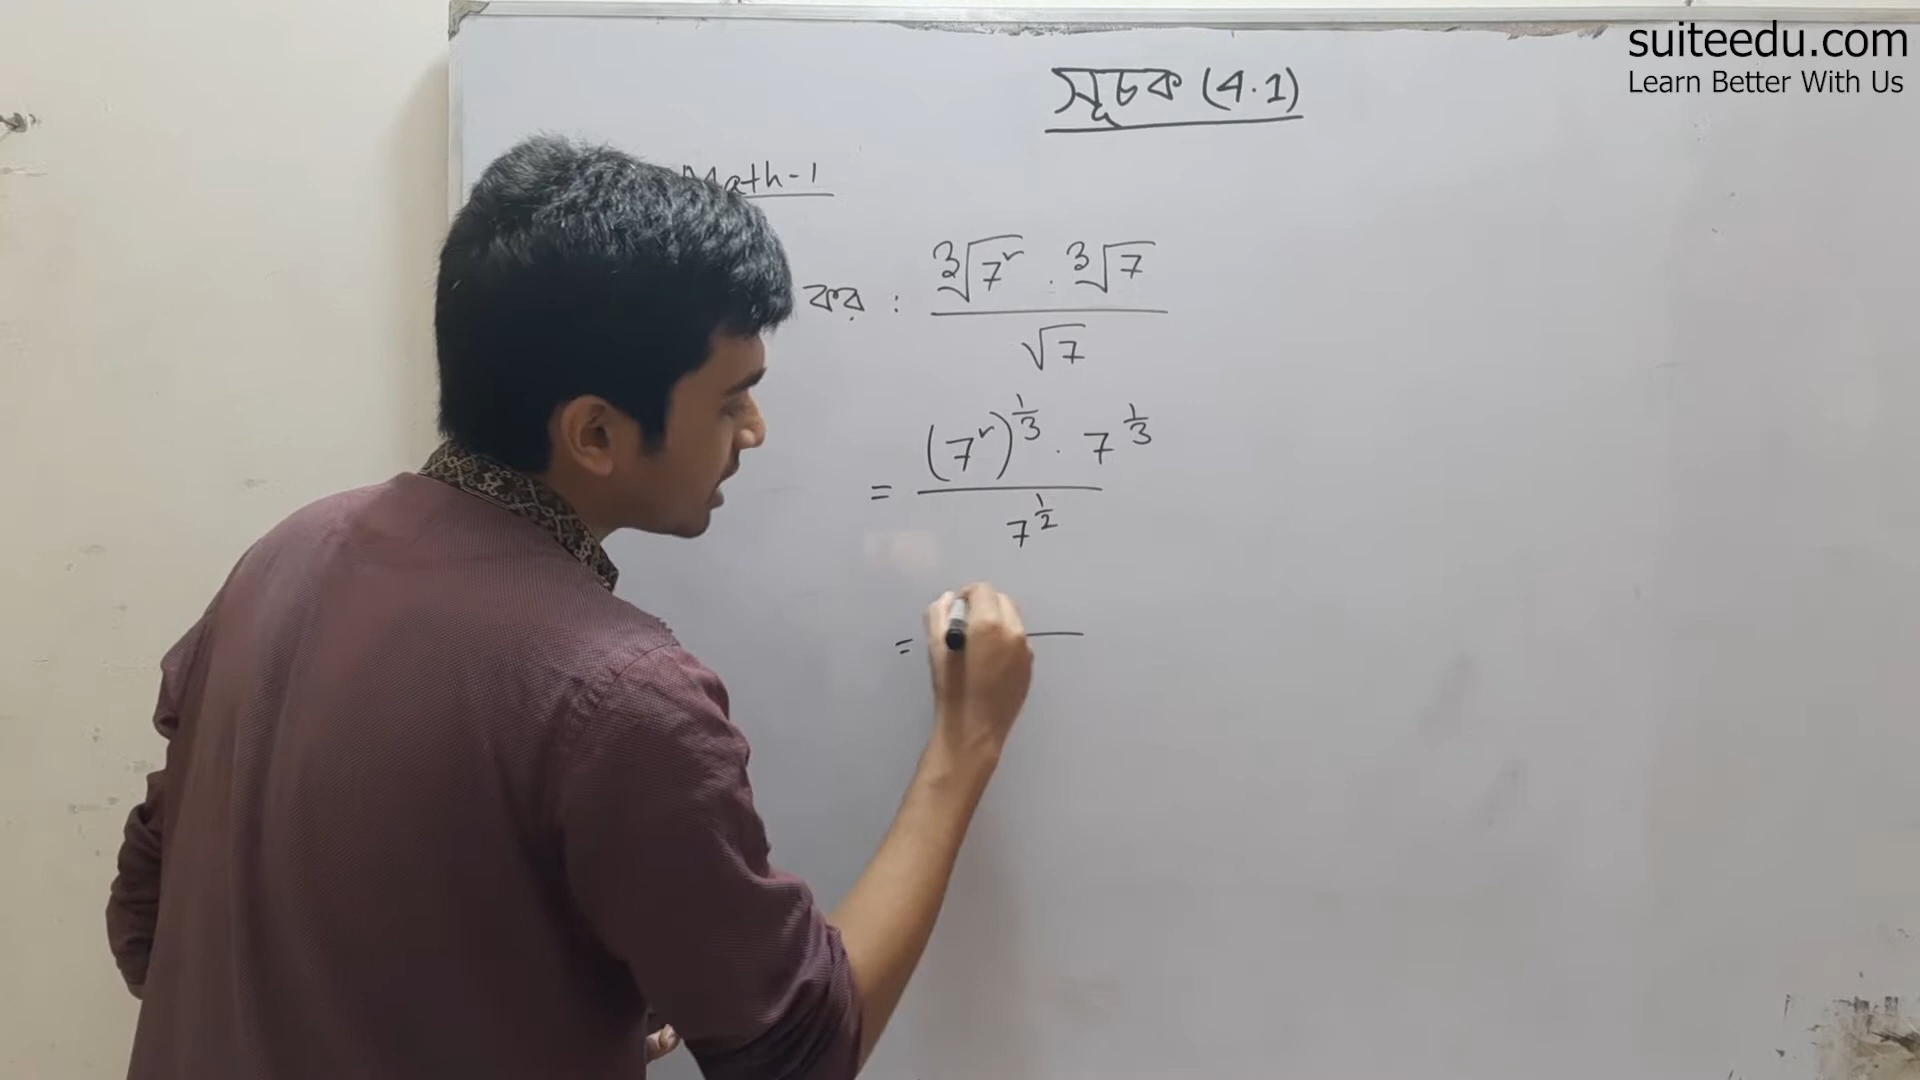 suiteedu.com
Learn Better With Us
সূচক (4.1)
Math-1
কর : ∛7² . ∛7 / √7
= (7²)^{1/3} . 7^{1/3} / 7^{1/2}
=